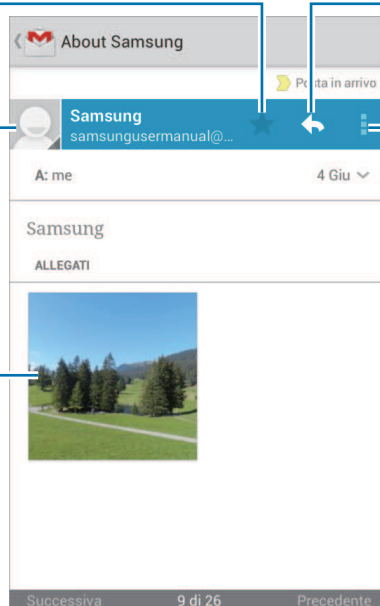 About Samsung
Posta in arrivo
Samsung
samsungusermanual@...
A: me
4 Giu
Samsung
ALLEGATI
Successiva
9 di 26
Precedente